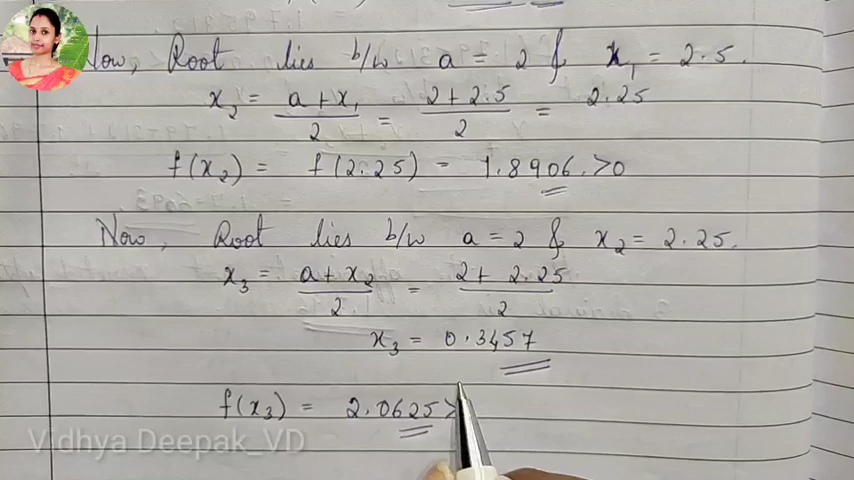 Now, Root lies b/w a = 2 & x₁ = 2.5.
x₂ = (a + x₁)/2 = (2 + 2.5)/2 = 2.25
f(x₂) = f(2.25) = 1.8906 > 0
Now, Root lies b/w a = 2 & x₂ = 2.25.
x₃ = (a + x₂)/2 = (2 + 2.25)/2
x₃ = 0.3457
f(x₃) = 2.0625 >
Vidhya Deepak_VD